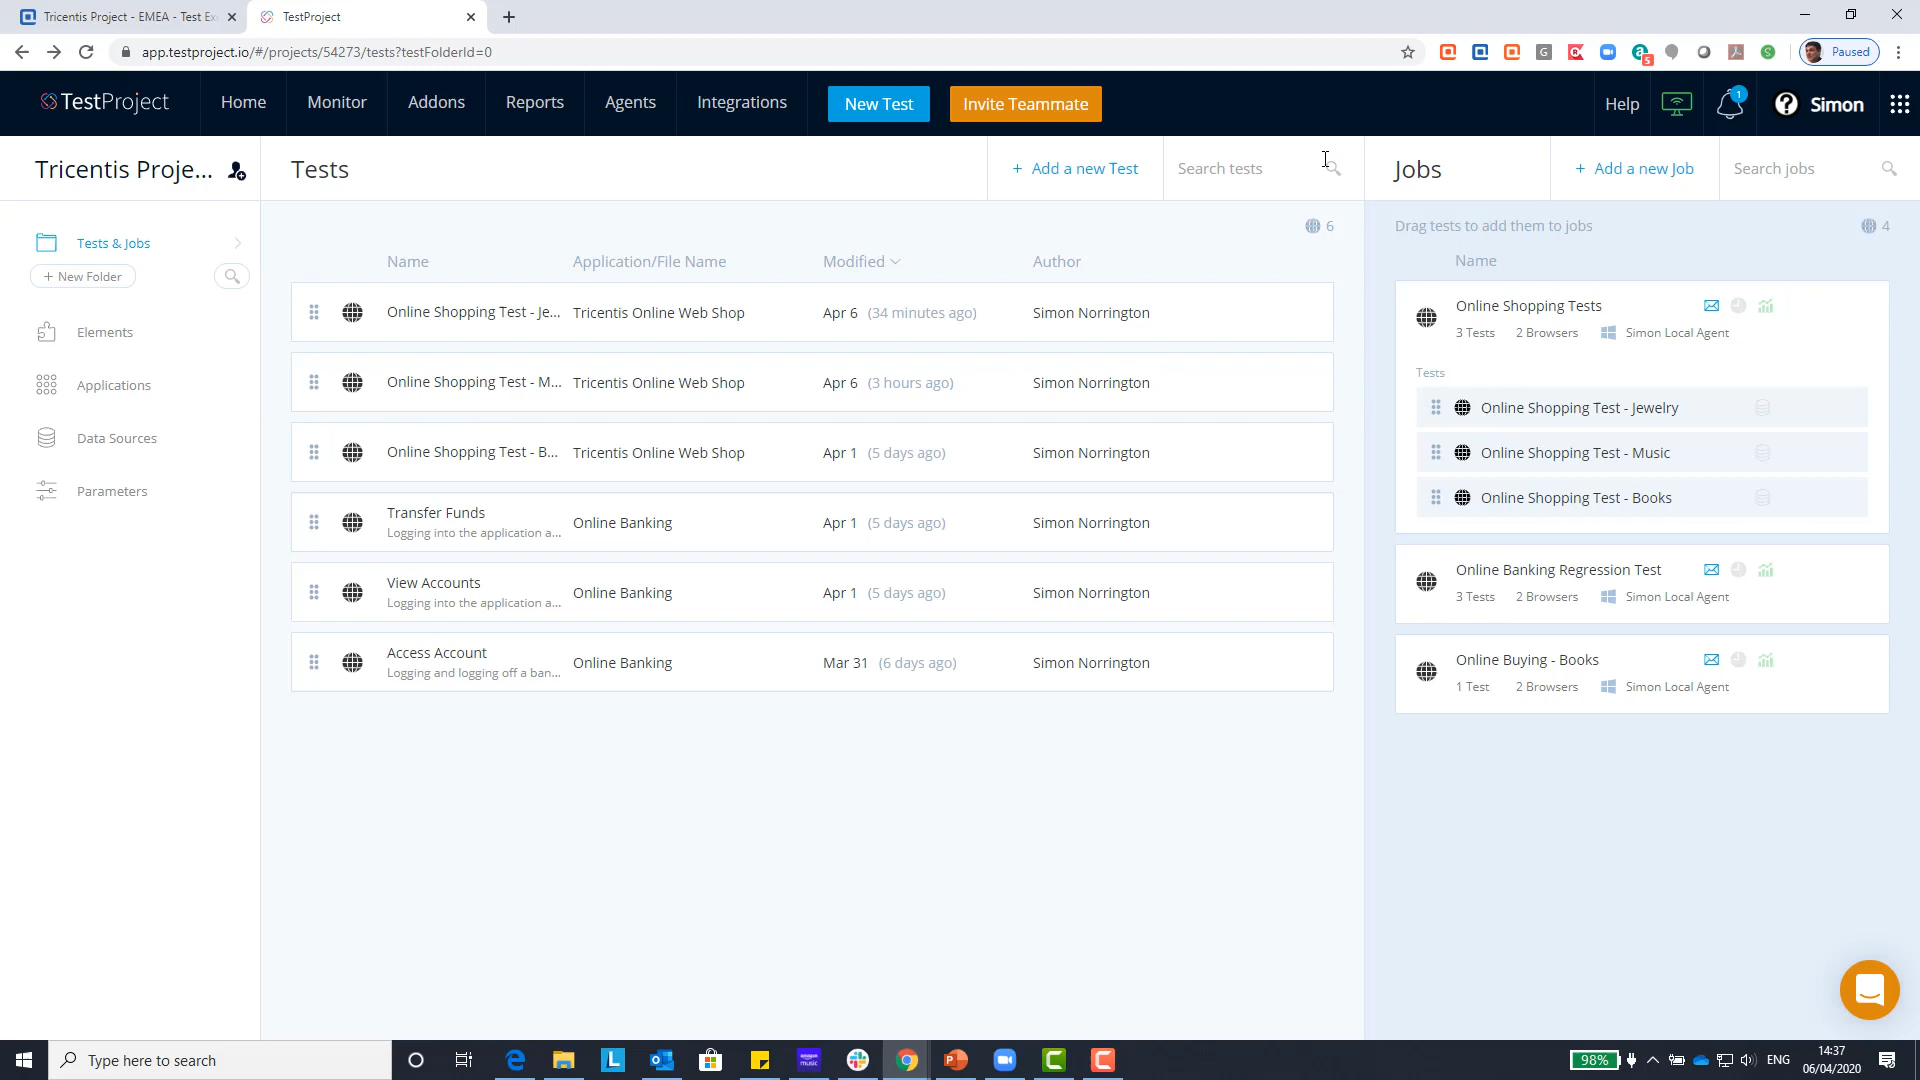 Tricentis Project - EMEA - Test Ex
TestProject
app.testproject.io/#/projects/54273/tests?testFolderId=0
5
Paused
TestProject
Home
Monitor
Addons
Reports
Agents
Integrations
New Test
Invite Teammate
Help
1
Simon
Tricentis Proje...
Tests
+ Add a new Test
Search tests
Jobs
+ Add a new Job
Search jobs
Tests & Jobs
+ New Folder
Elements
Applications
Data Sources
Parameters
6
Name
Application/File Name
Modified
Author
Online Shopping Test - Je...
Tricentis Online Web Shop
Apr 6 (34 minutes ago)
Simon Norrington
Online Shopping Test - M...
Tricentis Online Web Shop
Apr 6 (3 hours ago)
Simon Norrington
Online Shopping Test - B...
Tricentis Online Web Shop
Apr 1 (5 days ago)
Simon Norrington
Transfer Funds
Logging into the application a...
Online Banking
Apr 1 (5 days ago)
Simon Norrington
View Accounts
Logging into the application a...
Online Banking
Apr 1 (5 days ago)
Simon Norrington
Access Account
Logging and logging off a ban...
Online Banking
Mar 31 (6 days ago)
Simon Norrington
Drag tests to add them to jobs
4
Name
Online Shopping Tests
3 Tests 2 Browsers Simon Local Agent
Tests
Online Shopping Test - Jewelry
Online Shopping Test - Music
Online Shopping Test - Books
Online Banking Regression Test
3 Tests 2 Browsers Simon Local Agent
Online Buying - Books
1 Test 2 Browsers Simon Local Agent
Type here to search
98%
ENG
14:37
06/04/2020